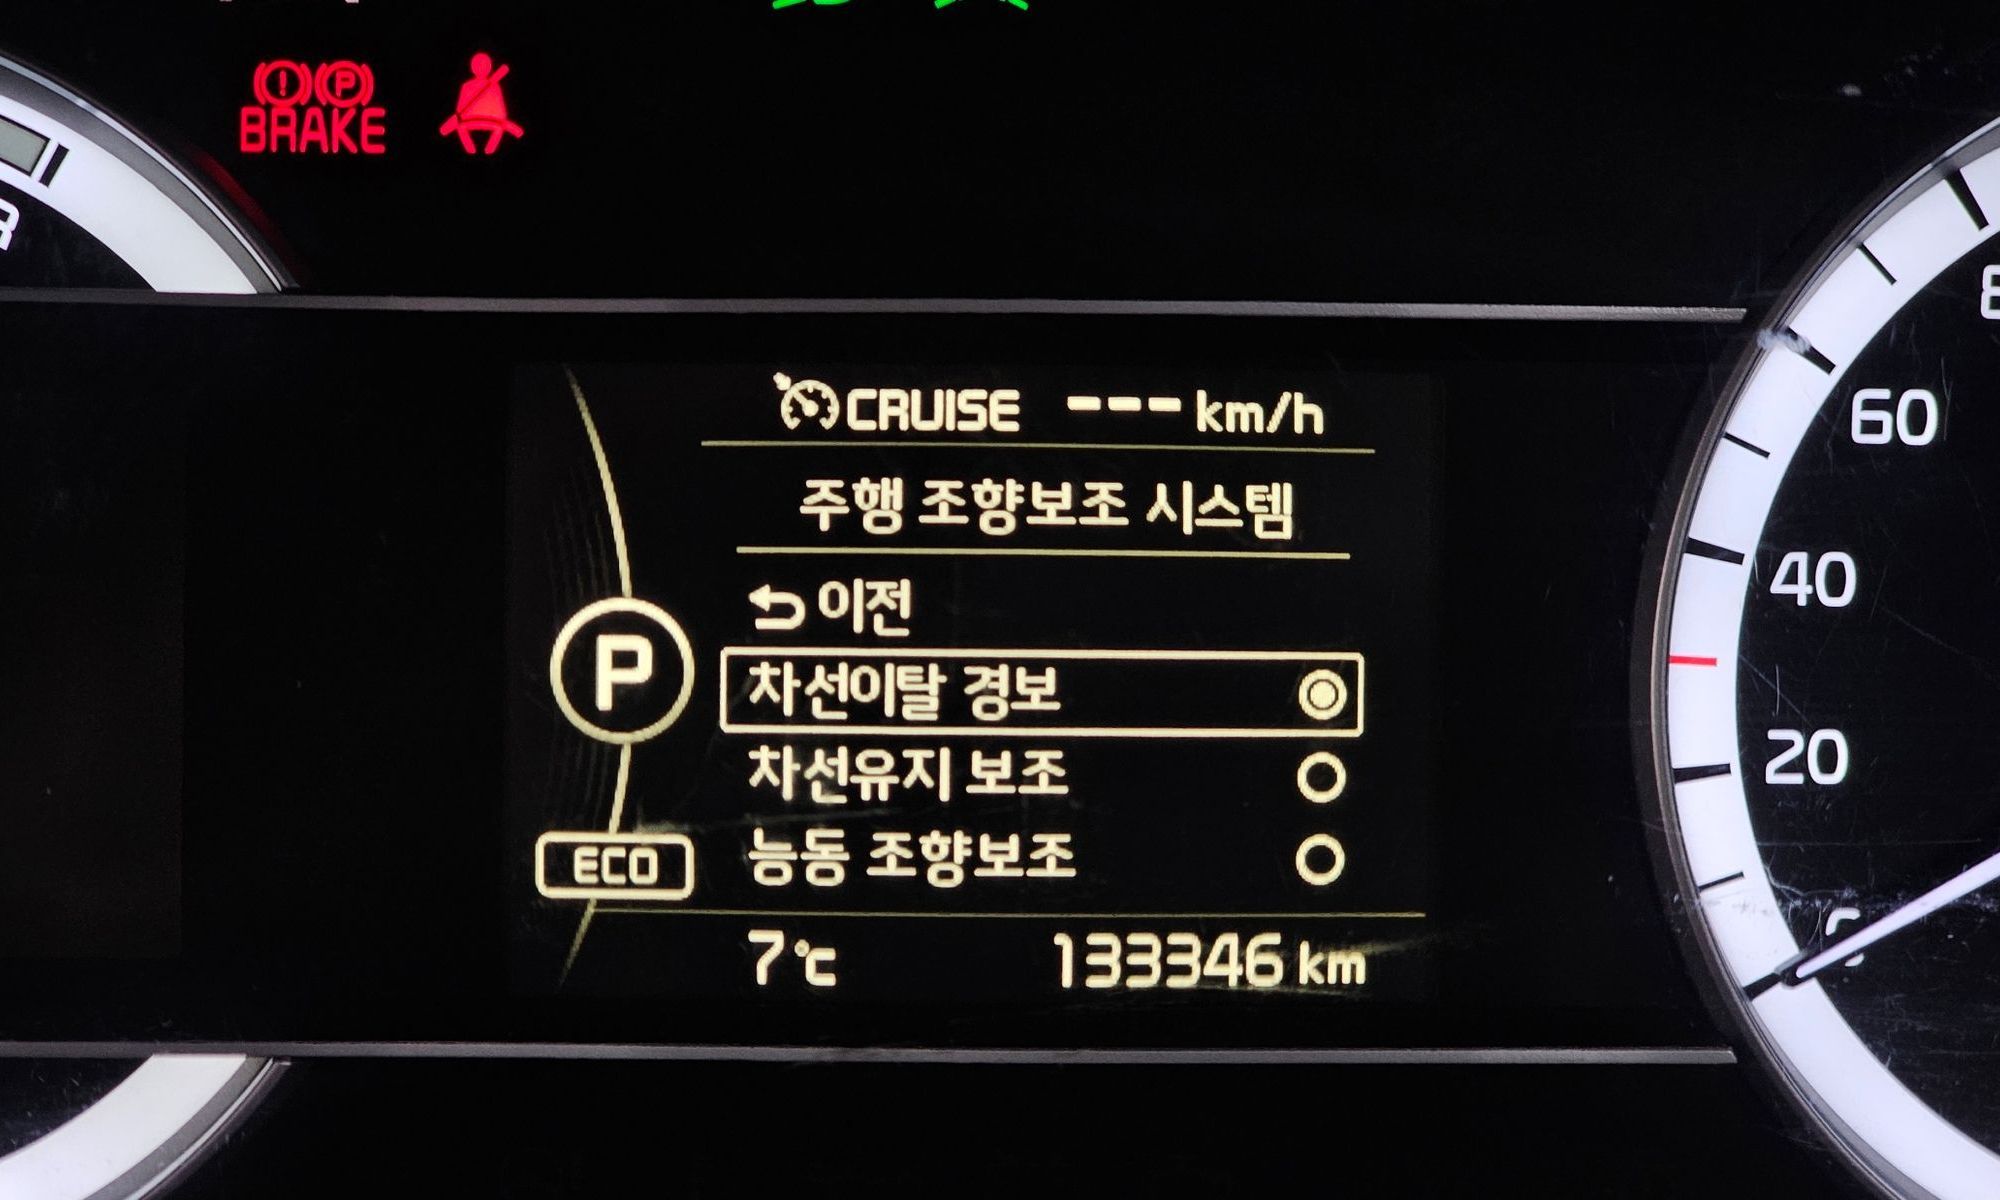 BRAKE
CRUISE --- km/h
주행 조향보조 시스템
이전
차선이탈 경보
P
차선유지 보조
능동 조향보조
ECO
7℃ 133346 km
60
40
20